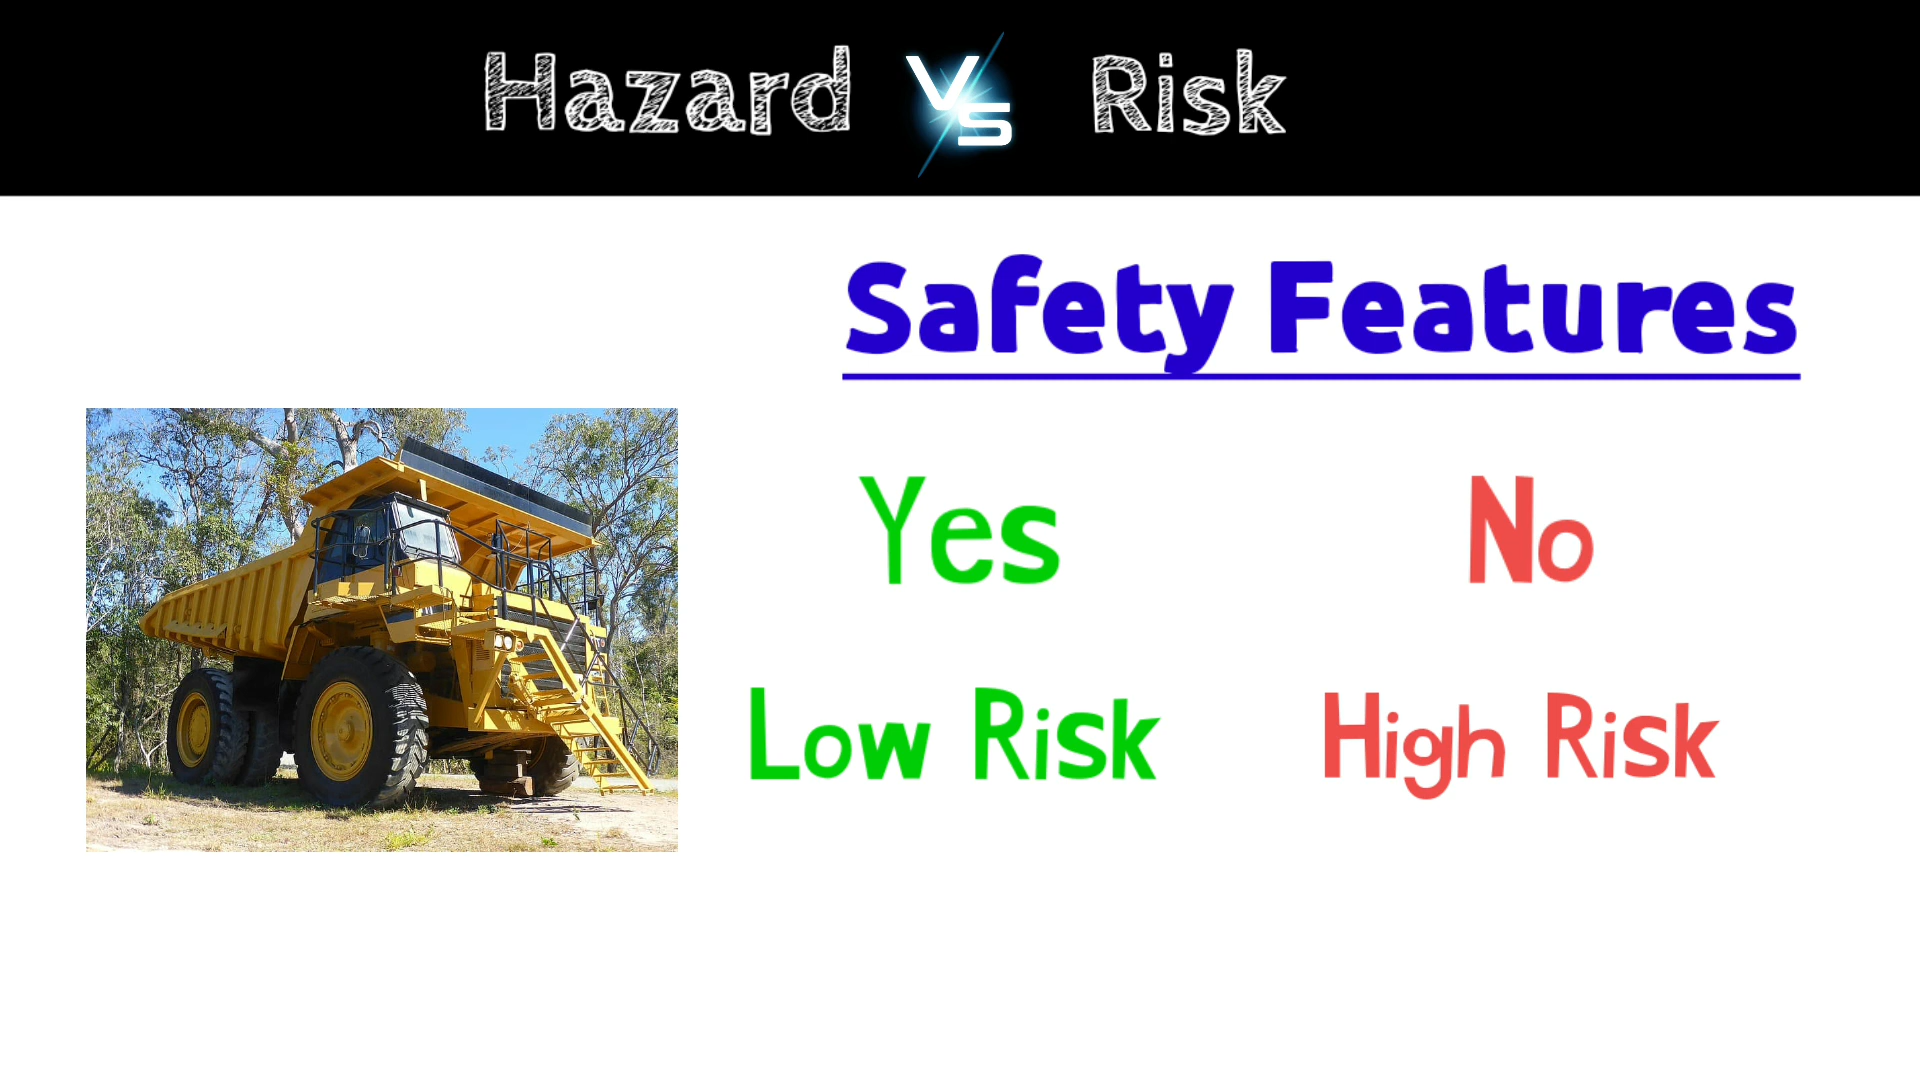 Hazard VS Risk
Safety Features
Yes No
Low Risk High Risk